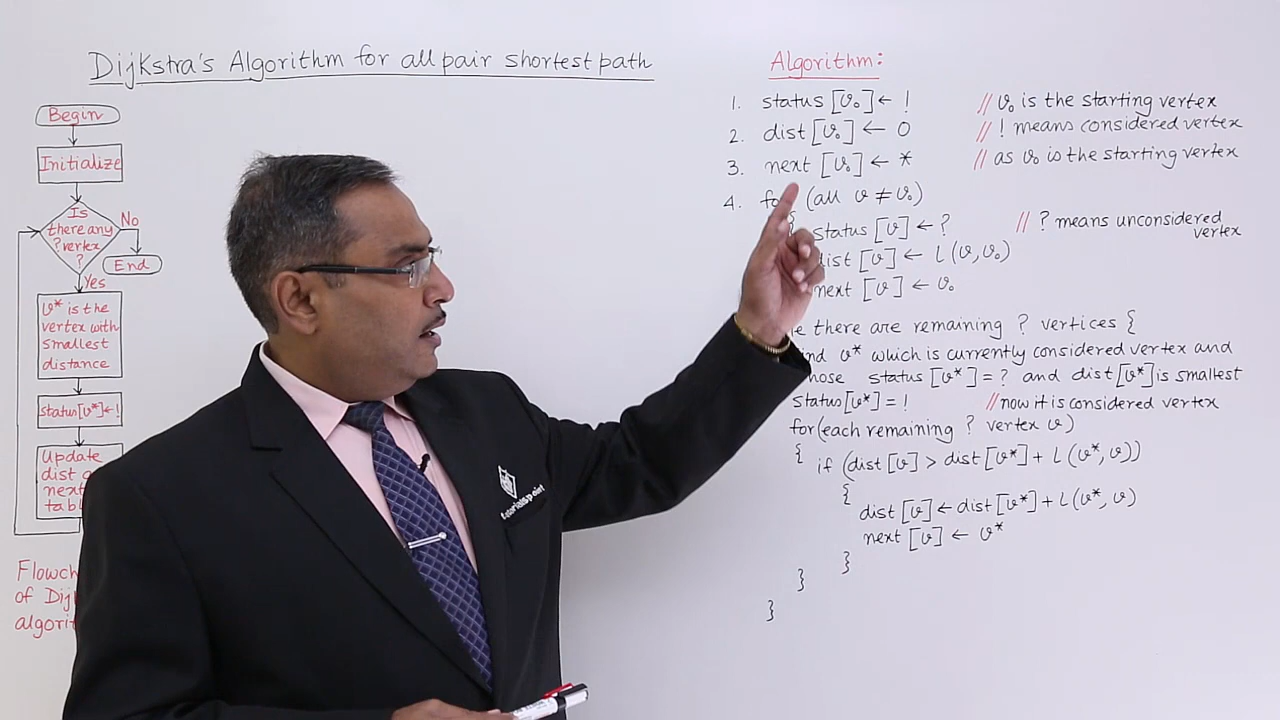 Dijkstra's Algorithm for all pair shortest path
Begin
Initialize
Is
there any
? vertex
?
No
End
Yes
v* is the
vertex with
smallest
distance
status[v*]←!
Update
dist
next
Flowch
of Dij
algorit
Algorithm:
1. status [v₀] ← ! // v₀ is the starting vertex
2. dist [v₀] ← 0 // ! means considered vertex
3. next [v₀] ← * // as v₀ is the starting vertex
4. for (all v ≠ v₀)
{
status [v] ← ? // ? means unconsidered
vertex
dist [v] ← L (v, v₀)
next [v] ← v₀
there are remaining ? vertices {
v* which is currently considered vertex and
status [v*] = ? and dist [v*] is smallest
status [v*] = ! // now it is considered vertex
for (each remaining ? vertex v)
{ if (dist [v] > dist [v*] + L (v*, v))
{
dist [v] ← dist [v*] + L (v*, v)
next [v] ← v*
}
}
}
tutorialspoint